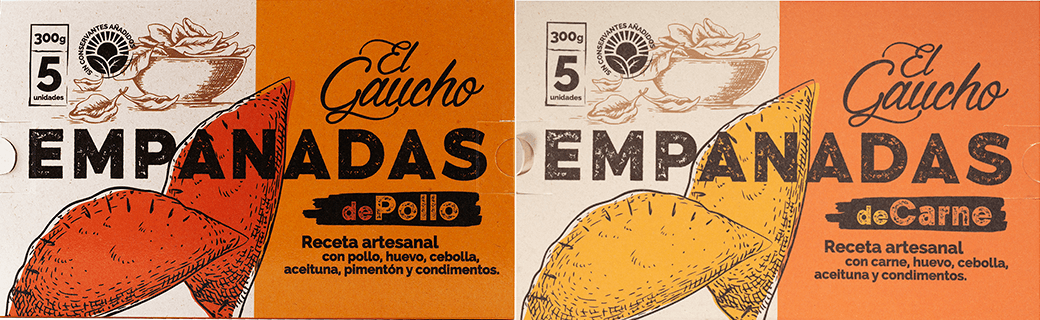 300g
5
unidades
SIN CONSERVANTES AÑADIDOS
El
Gaucho
EMPANADAS
dePollo
Receta artesanal
con pollo, huevo, cebolla,
aceituna, pimentón y condimentos.
300g
5
unidades
SIN CONSERVANTES AÑADIDOS
El
Gaucho
EMPANADAS
deCarne
Receta artesanal
con carne, huevo, cebolla,
aceituna y condimentos.